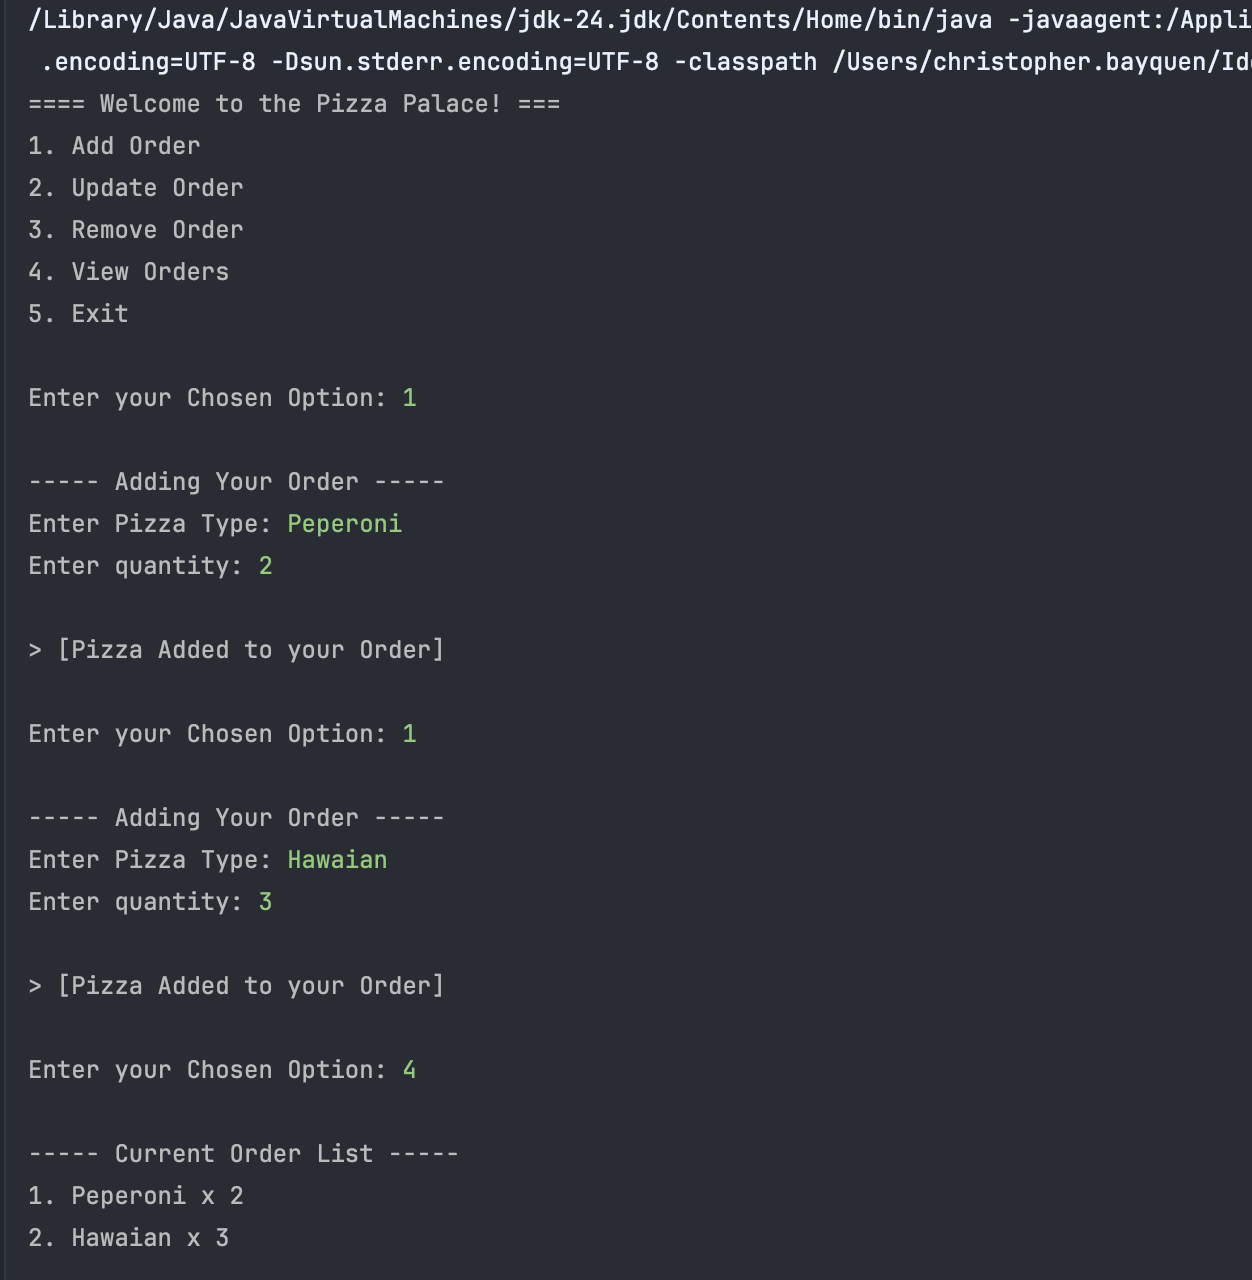 /Library/Java/JavaVirtualMachines/jdk-24.jdk/Contents/Home/bin/java -javaagent:/Appli
.encoding=UTF-8 -Dsun.stderr.encoding=UTF-8 -classpath /Users/christopher.bayquen/Ide
==== Welcome to the Pizza Palace! ===
1. Add Order
2. Update Order
3. Remove Order
4. View Orders
5. Exit
Enter your Chosen Option: 1
----- Adding Your Order -----
Enter Pizza Type: Peperoni
Enter quantity: 2
> [Pizza Added to your Order]
Enter your Chosen Option: 1
----- Adding Your Order -----
Enter Pizza Type: Hawaian
Enter quantity: 3
> [Pizza Added to your Order]
Enter your Chosen Option: 4
----- Current Order List -----
1. Peperoni x 2
2. Hawaian x 3